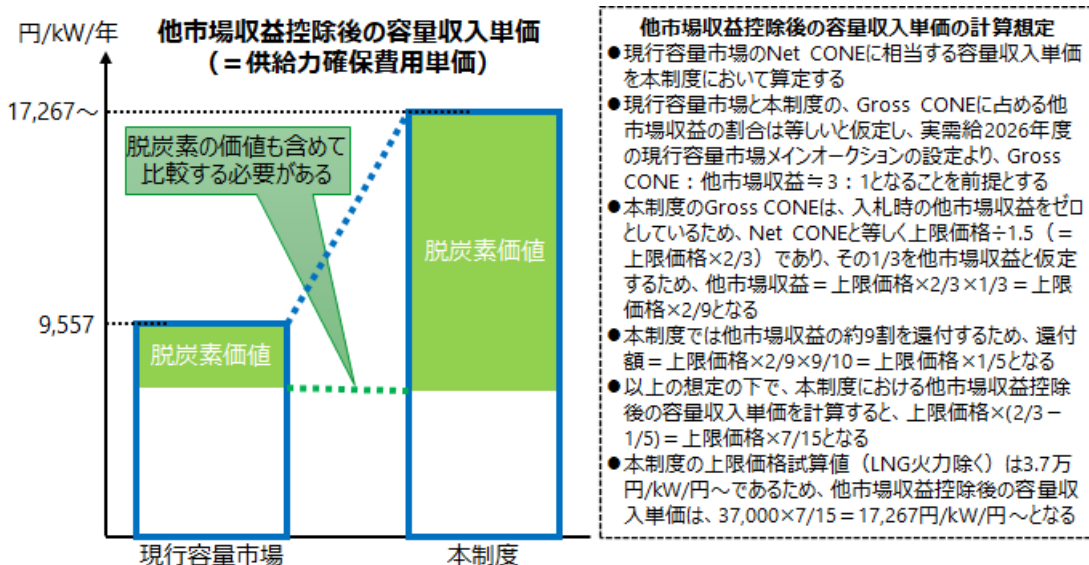 円/kW/年
他市場収益控除後の容量収入単価
(＝供給力確保費用単価)
17,267～
脱炭素の価値も含めて
比較する必要がある
脱炭素価値
9,557
脱炭素価値
現行容量市場
本制度
他市場収益控除後の容量収入単価の計算想定
●現行容量市場のNet CONEに相当する容量収入単価
を本制度において算定する
●現行容量市場と本制度の、Gross CONEに占める他
市場収益の割合は等しいと仮定し、実需給2026年度
の現行容量市場メインオークションの設定より、Gross
CONE：他市場収益≒3：1となることを前提とする
●本制度のGross CONEは、入札時の他市場収益をゼロ
としているため、Net CONEと等しく上限価格÷1.5（＝
上限価格×2/3）であり、その1/3を他市場収益と仮定
するため、他市場収益＝上限価格×2/3×1/3＝上限
価格×2/9となる
●本制度では他市場収益の約9割を還付するため、還付
額＝上限価格×2/9×9/10＝上限価格×1/5となる
●以上の想定の下で、本制度における他市場収益控除
後の容量収入単価を計算すると、上限価格×(2/3－
1/5)＝上限価格×7/15となる
●本制度の上限価格試算値（LNG火力除く）は3.7万
円/kW/円～であるため、他市場収益控除後の容量収
入単価は、37,000×7/15＝17,267円/kW/円～となる